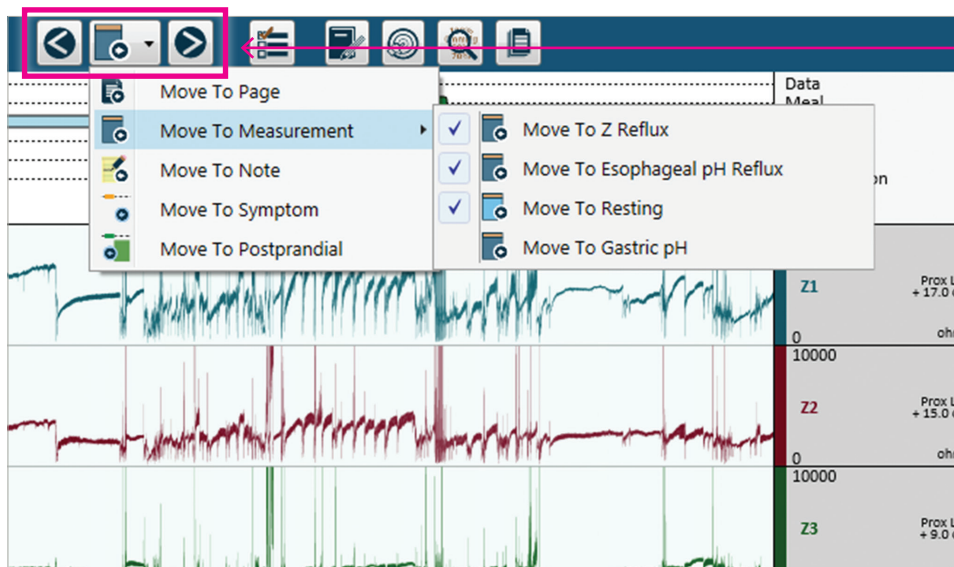 Move To Page
Move To Measurement
Move To Note
Move To Symptom
Move To Postprandial
Move To Z Reflux
Move To Esophageal pH Reflux
Move To Resting
Move To Gastric pH
Data
Meal
on
Z1
Prox L
+ 17.0
0
oh
10000
Z2
Prox L
+ 15.0
0
oh
10000
Z3
Prox L
+ 9.0